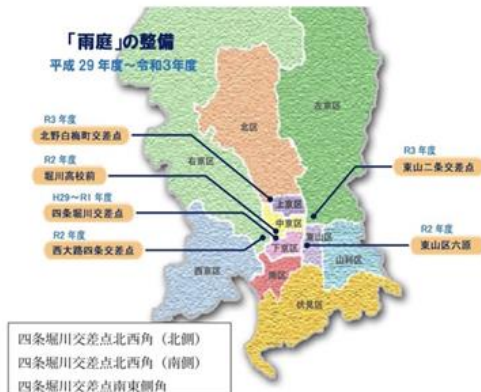 「雨庭」の整備
平成 29 年度～令和3年度
R3 年度
北野白梅町交差点
R2 年度
堀川高校前
H29～R1 年度
四条堀川交差点
R2 年度
西大路四条交差点
R3 年度
東山二条交差点
R2 年度
東山区六原
北区
左京区
右京区
上京区
中京区
東山区
下京区
山科区
西京区
南区
伏見区
四条堀川交差点北西角（北側）
四条堀川交差点北西角（南側）
四条堀川交差点南東側角